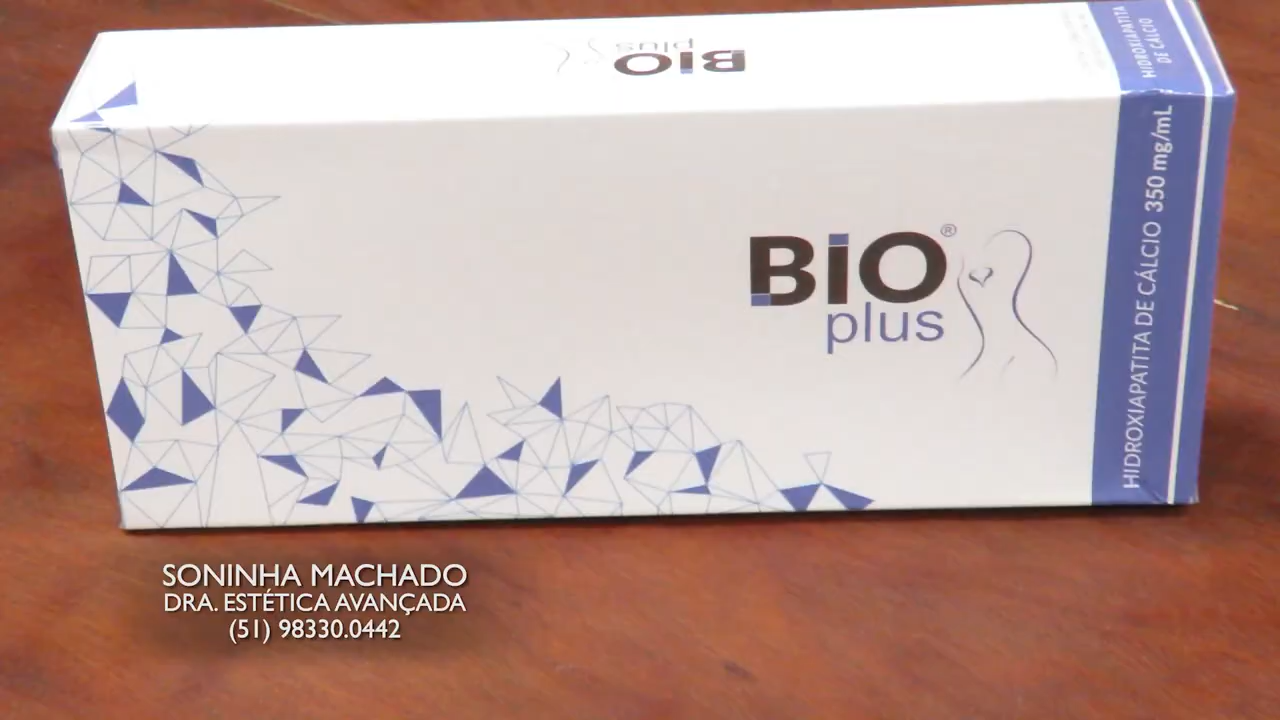 BiO
plus
HIDROXIAPATITA
DE CÁLCIO
BiO®
plus
HIDROXIAPATITA DE CÁLCIO 350 mg/mL
SONINHA MACHADO
DRA. ESTÉTICA AVANÇADA
(51) 98330.0442